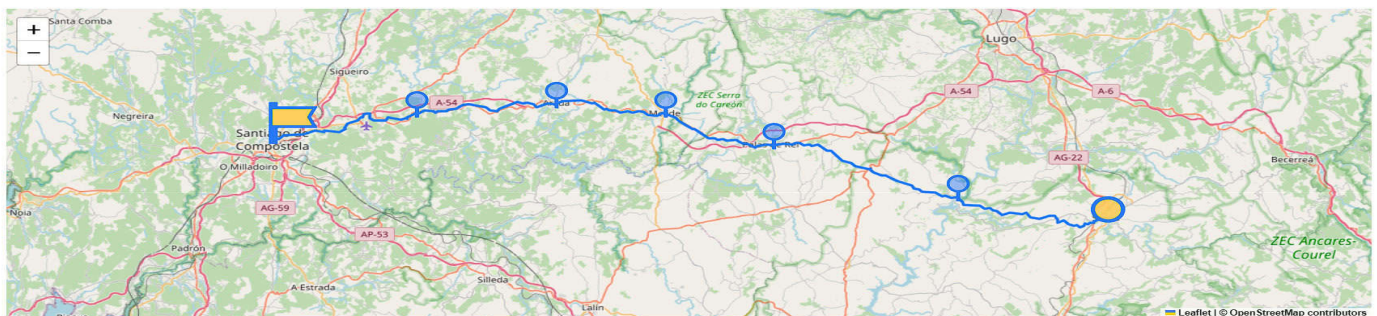 Santa Comba
+
−
Lugo
Sigueiro
ZEC Serra
do Careón
A-54
A-6
A-54
Negreira
Santiago de
Compostela
AG-22
Becerreá
O Milladoiro
Noia
AG-59
AP-53
Padrón
ZEC Ancares-
Courel
Silleda
A Estrada
Lalín
Leaflet | © OpenStreetMap contributors